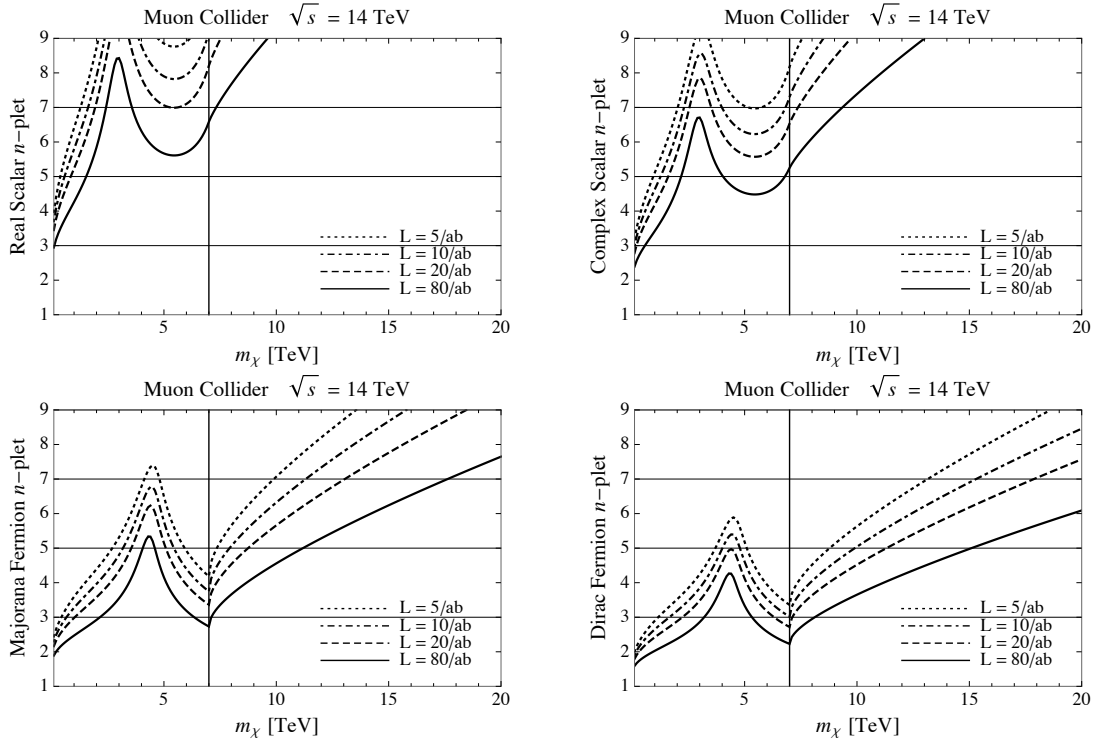 Muon Collider √s = 14 TeV
Real Scalar n−plet
9
8
7
6
5
4
3
2
1
L = 5/ab
L = 10/ab
L = 20/ab
L = 80/ab
5 10 15 20
mχ [TeV]
Muon Collider √s = 14 TeV
Complex Scalar n−plet
9
8
7
6
5
4
3
2
1
L = 5/ab
L = 10/ab
L = 20/ab
L = 80/ab
5 10 15 20
mχ [TeV]
Muon Collider √s = 14 TeV
Majorana Fermion n−plet
9
8
7
6
5
4
3
2
1
L = 5/ab
L = 10/ab
L = 20/ab
L = 80/ab
5 10 15 20
mχ [TeV]
Muon Collider √s = 14 TeV
Dirac Fermion n−plet
9
8
7
6
5
4
3
2
1
L = 5/ab
L = 10/ab
L = 20/ab
L = 80/ab
5 10 15 20
mχ [TeV]